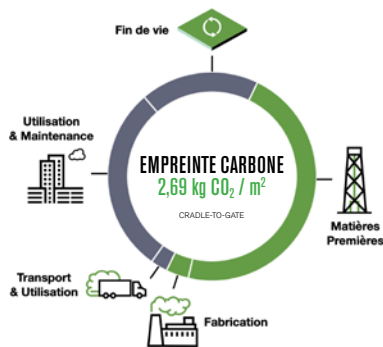 Fin de vie
Utilisation
& Maintenance
EMPREINTE CARBONE
2,69 kg CO₂ / m²
CRADLE-TO-GATE
Matières
Premières
Transport
& Utilisation
Fabrication